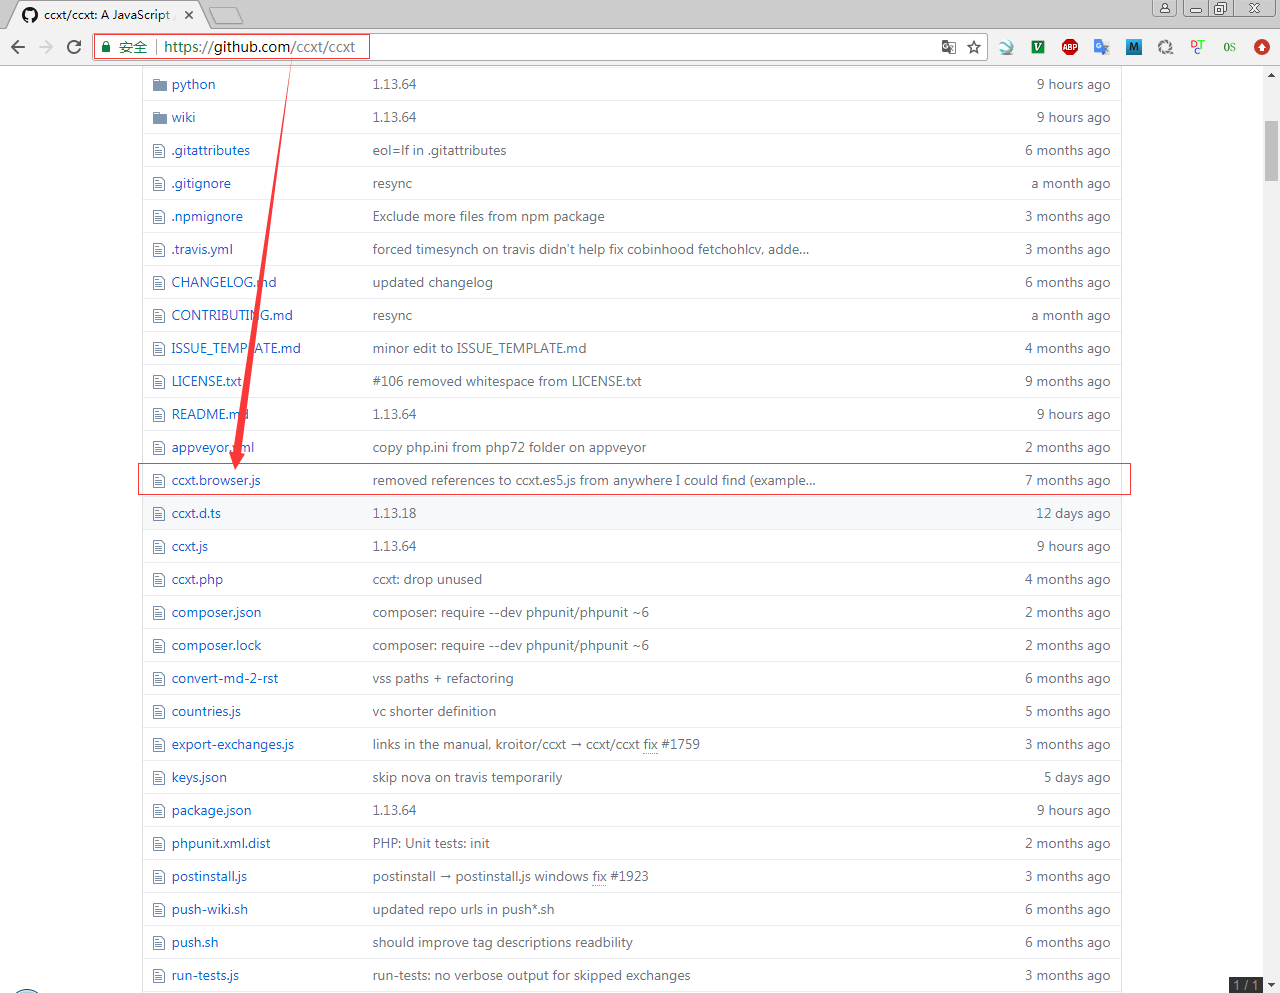 ccxt/ccxt: A JavaScript
安全 https://github.com/ccxt/ccxt
python 1.13.64 9 hours ago
wiki 1.13.64 9 hours ago
.gitattributes eol=lf in .gitattributes 6 months ago
.gitignore resync a month ago
.npmignore Exclude more files from npm package 3 months ago
.travis.yml forced timesynch on travis didn't help fix cobinhood fetchohlcv, adde... 3 months ago
CHANGELOG.md updated changelog 6 months ago
CONTRIBUTING.md resync a month ago
ISSUE_TEMPLATE.md minor edit to ISSUE_TEMPLATE.md 4 months ago
LICENSE.txt #106 removed whitespace from LICENSE.txt 9 months ago
README.md 1.13.64 9 hours ago
appveyor.yml copy php.ini from php72 folder on appveyor 2 months ago
ccxt.browser.js removed references to ccxt.es5.js from anywhere I could find (example... 7 months ago
ccxt.d.ts 1.13.18 12 days ago
ccxt.js 1.13.64 9 hours ago
ccxt.php ccxt: drop unused 4 months ago
composer.json composer: require --dev phpunit/phpunit ~6 2 months ago
composer.lock composer: require --dev phpunit/phpunit ~6 2 months ago
convert-md-2-rst vss paths + refactoring 6 months ago
countries.js vc shorter definition 5 months ago
export-exchanges.js links in the manual, kroitor/ccxt → ccxt/ccxt fix #1759 3 months ago
keys.json skip nova on travis temporarily 5 days ago
package.json 1.13.64 9 hours ago
phpunit.xml.dist PHP: Unit tests: init 2 months ago
postinstall.js postinstall → postinstall.js windows fix #1923 3 months ago
push-wiki.sh updated repo urls in push*.sh 6 months ago
push.sh should improve tag descriptions readbility 6 months ago
run-tests.js run-tests: no verbose output for skipped exchanges 3 months ago
1 / 1